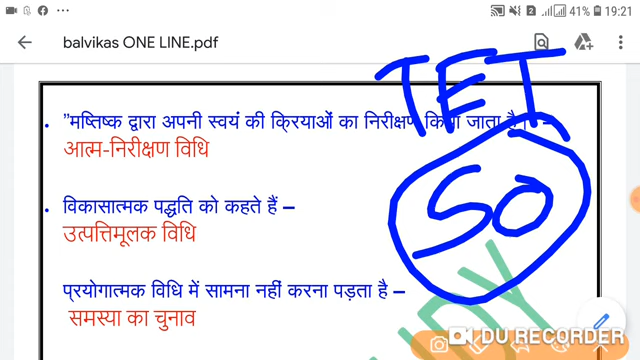 41% 19:21
balvikas ONE LINE.pdf
TET
50
• "मष्तिष्क द्वारा अपनी स्वयं की क्रियाओं का निरीक्षण किया जाता है। –
आत्म-निरीक्षण विधि
• विकासात्मक पद्धति को कहते हैं –
उत्पत्तिमूलक विधि
प्रयोगात्मक विधि में सामना नहीं करना पड़ता है –
समस्या का चुनाव
DU RECORDER